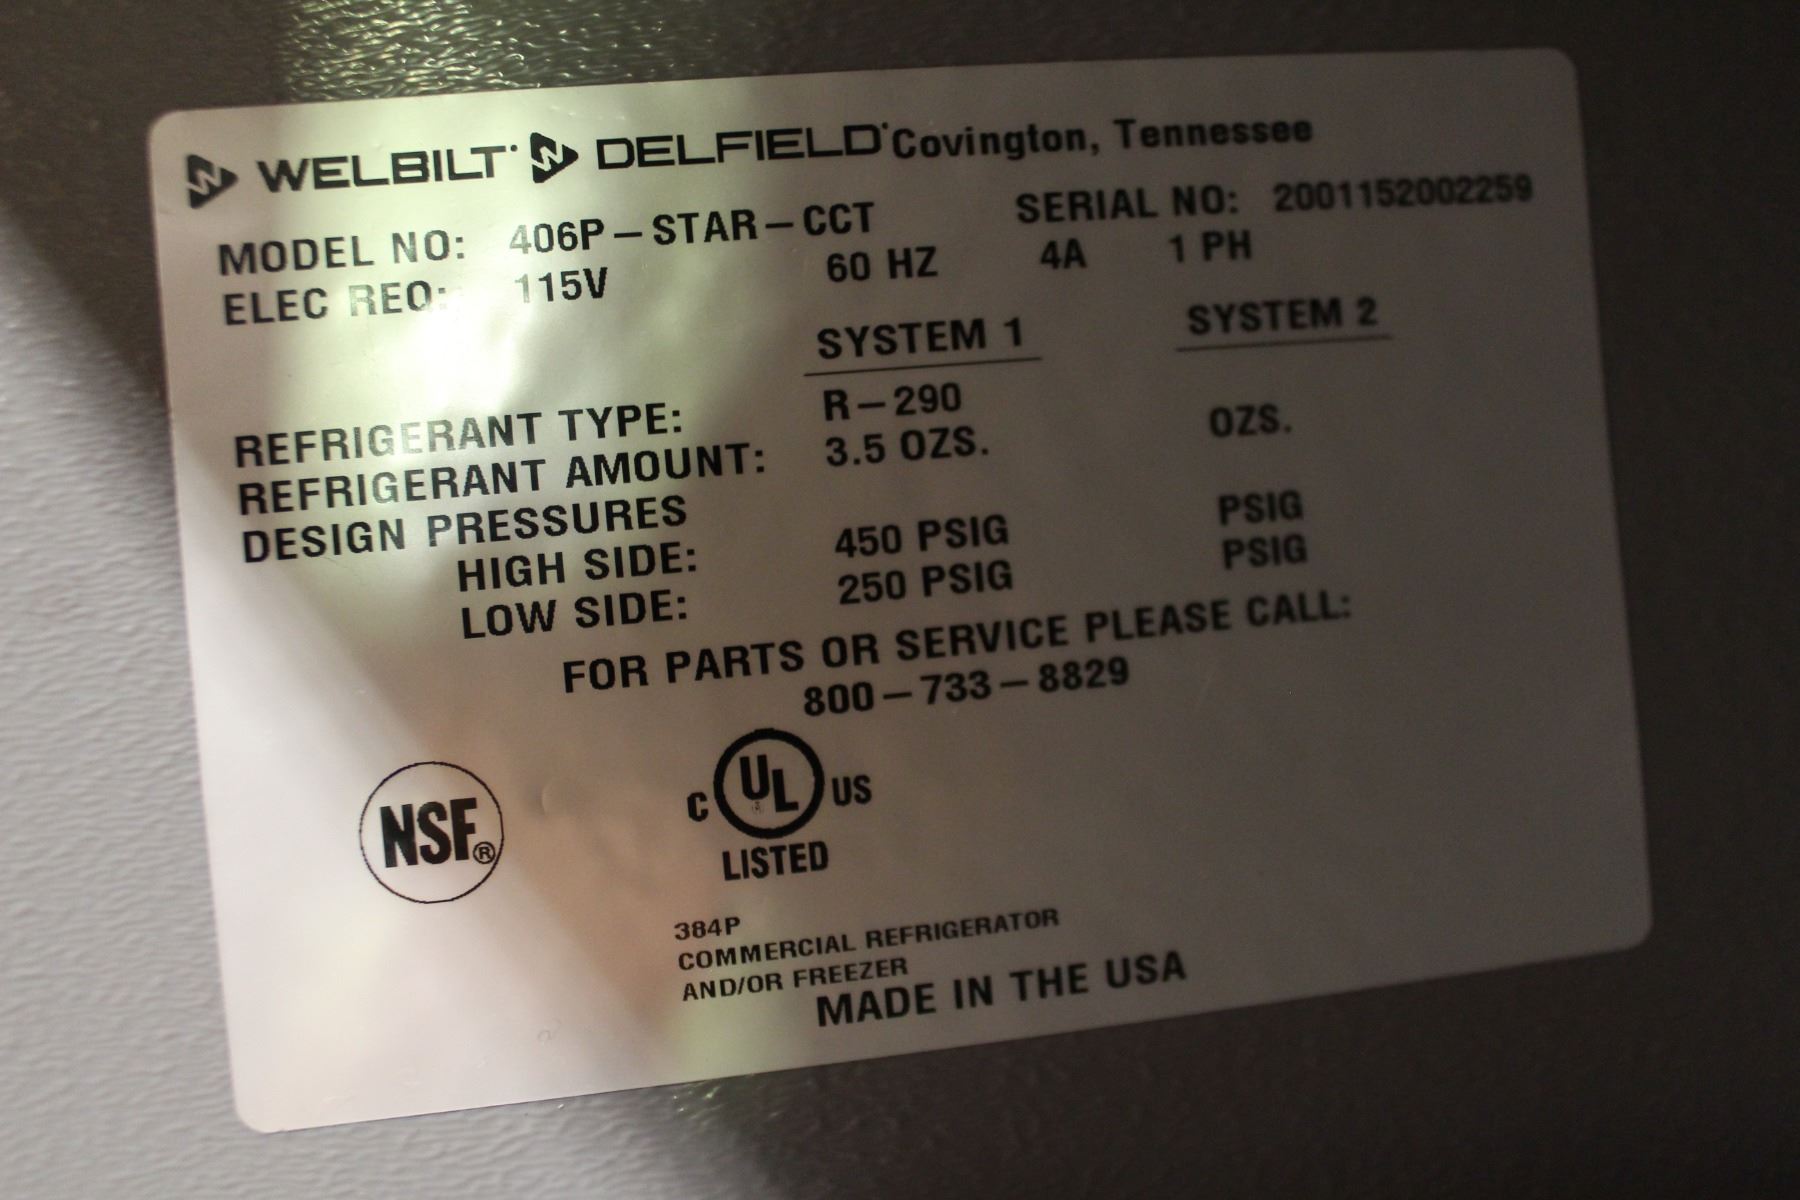 WELBILT DELFIELD Covington, Tennessee
MODEL NO: 406P-STAR-CCT SERIAL NO: 2001152002259
ELEC REQ: 115V 60 HZ 4A 1 PH
SYSTEM 1 SYSTEM 2
REFRIGERANT TYPE: R-290
REFRIGERANT AMOUNT: 3.5 OZS. OZS.
DESIGN PRESSURES
HIGH SIDE: 450 PSIG PSIG
LOW SIDE: 250 PSIG PSIG
FOR PARTS OR SERVICE PLEASE CALL:
800-733-8829
NSF®
C UL US
LISTED
384P
COMMERCIAL REFRIGERATOR
AND/OR FREEZER
MADE IN THE USA